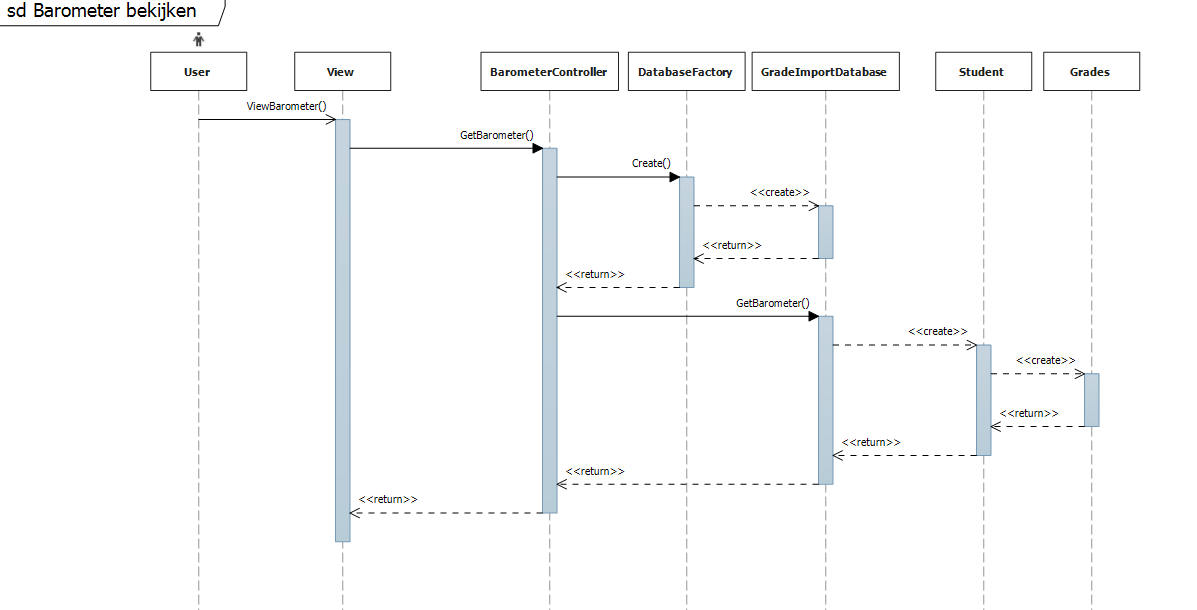 sd Barometer bekijken
User
View
BarometerController
DatabaseFactory
GradeImportDatabase
Student
Grades
ViewBarometer()
GetBarometer()
Create()
<<create>>
<<return>>
<<return>>
GetBarometer()
<<create>>
<<create>>
<<return>>
<<return>>
<<return>>
<<return>>